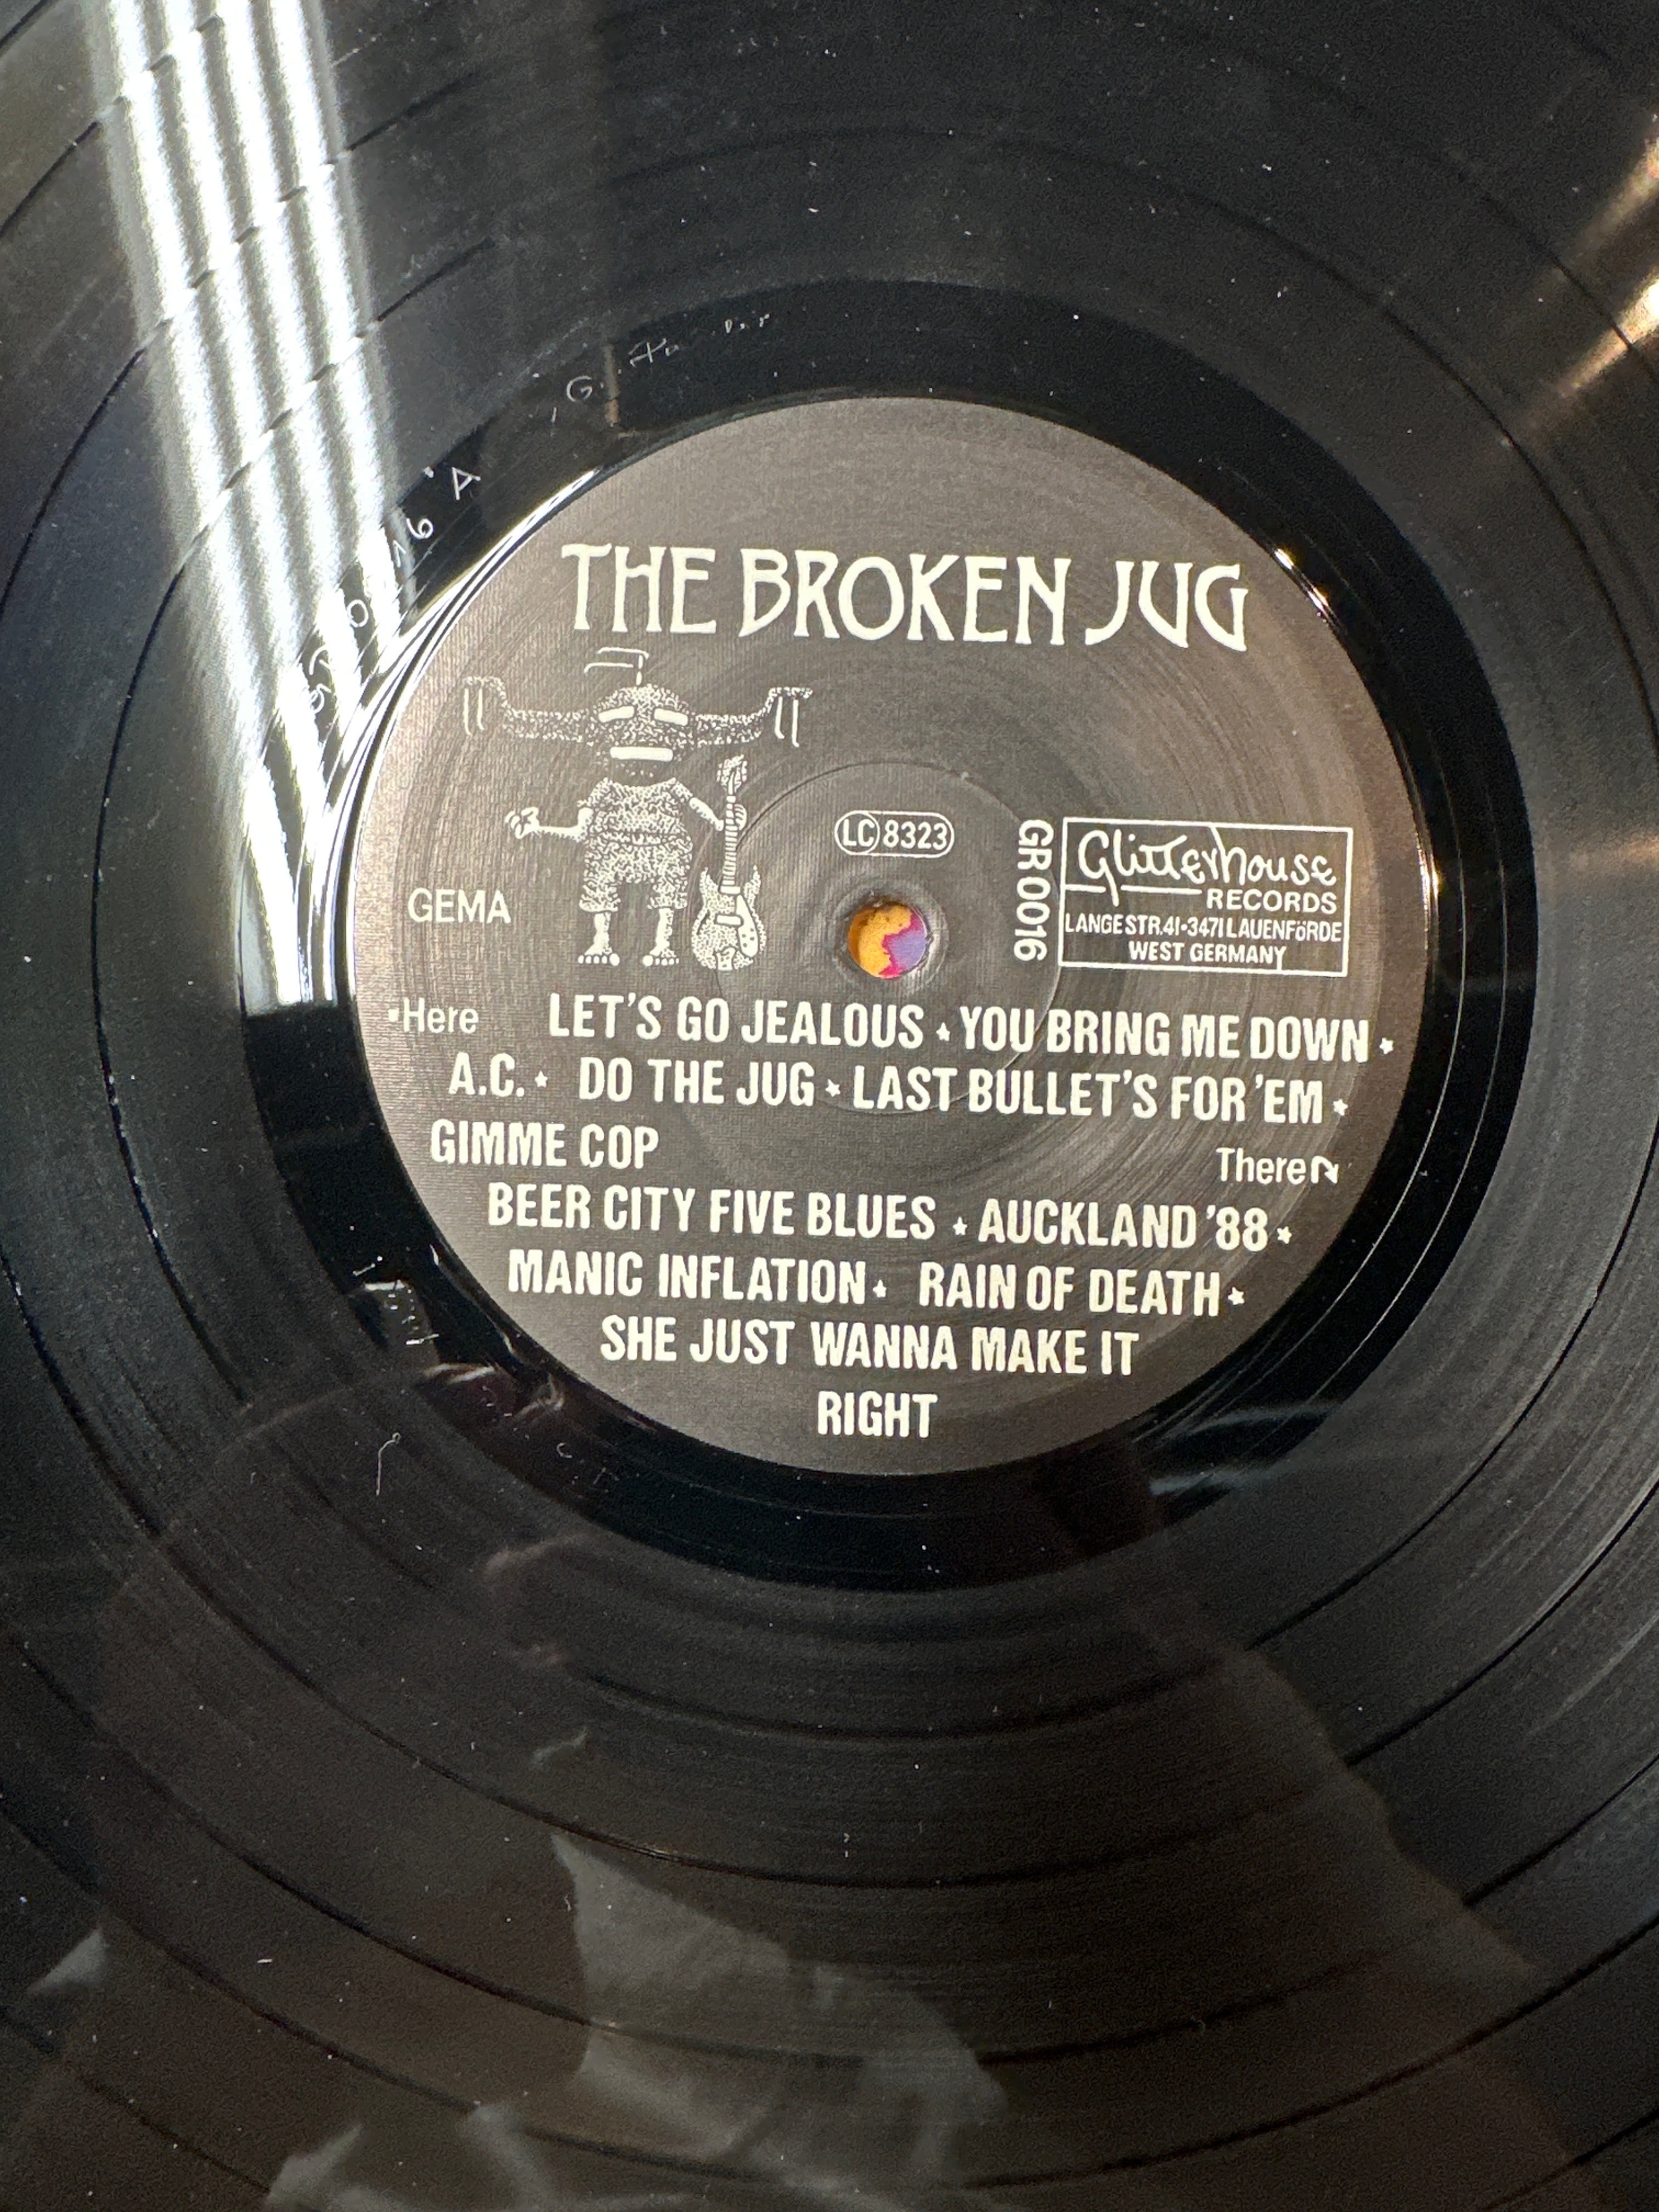 THE BROKEN JUG
LC 8323
GR 0016
Glitterhouse
RECORDS
LANGE STR.41•3471 LAUENFÖRDE
WEST GERMANY
GEMA
•Here LET'S GO JEALOUS ⋆ YOU BRING ME DOWN ⋆
A.C. ⋆ DO THE JUG ⋆ LAST BULLET'S FOR 'EM ⋆
GIMME COP
There
BEER CITY FIVE BLUES ⋆ AUCKLAND '88 ⋆
MANIC INFLATION ⋆ RAIN OF DEATH ⋆
SHE JUST WANNA MAKE IT
RIGHT